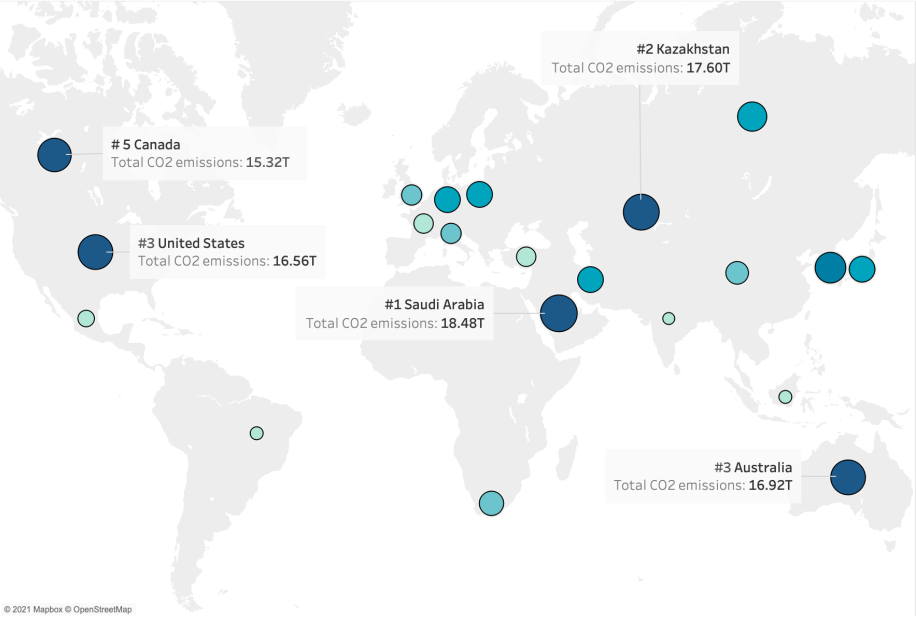 #2 Kazakhstan
Total CO2 emissions: 17.60T
# 5 Canada
Total CO2 emissions: 15.32T
#3 United States
Total CO2 emissions: 16.56T
#1 Saudi Arabia
Total CO2 emissions: 18.48T
#3 Australia
Total CO2 emissions: 16.92T
© 2021 Mapbox © OpenStreetMap